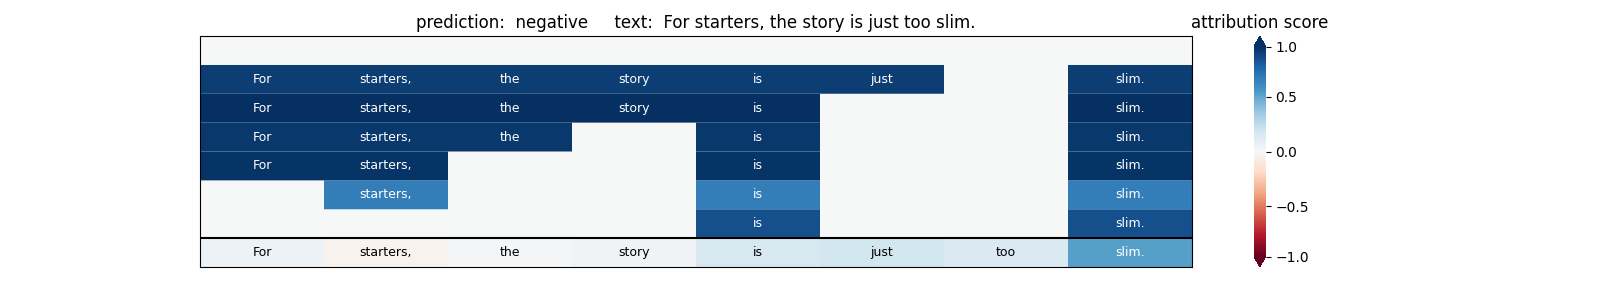 prediction:  negative     text:  For starters, the story is just too slim.
attribution score
For starters, the story is just slim.
For starters, the story is slim.
For starters, the is slim.
For starters, is slim.
starters, is slim.
is slim.
For starters, the story is just too slim.
1.0
0.5
0.0
−0.5
−1.0